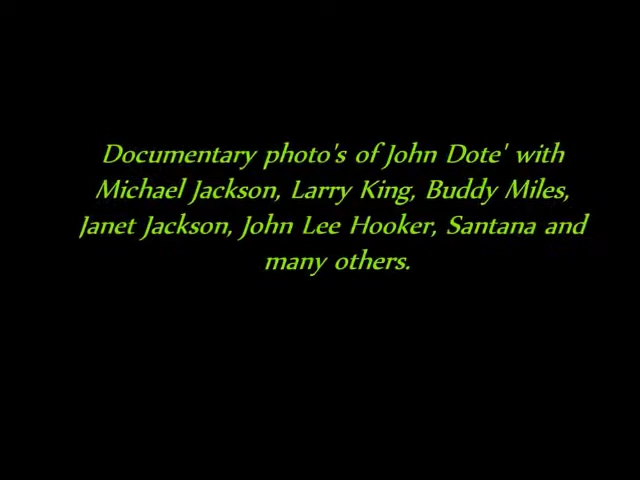 Documentary photo's of John Dote' with
Michael Jackson, Larry King, Buddy Miles,
Janet Jackson, John Lee Hooker, Santana and
many others.